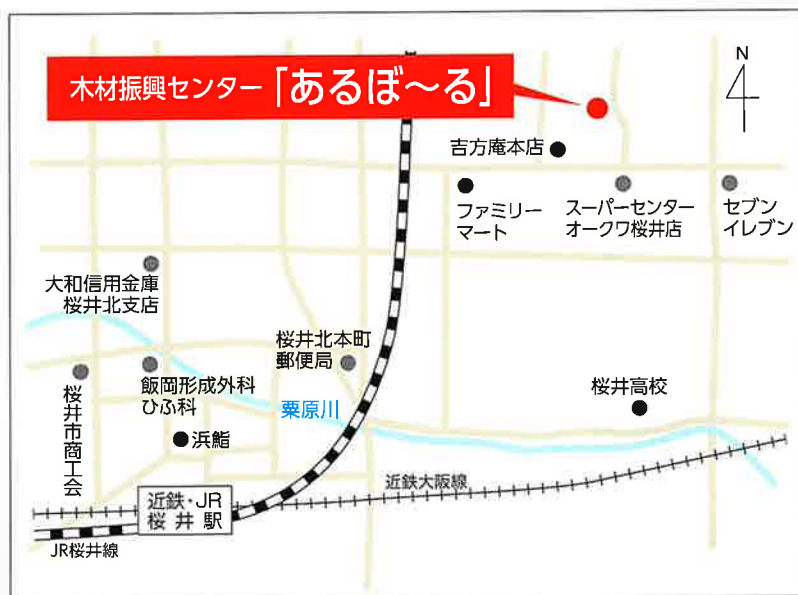 木材振興センター「あるぼ～る」
N
吉方庵本店
ファミリー
マート
スーパーセンター
オークワ桜井店
セブン
イレブン
大和信用金庫
桜井北支店
桜井北本町
郵便局
飯岡形成外科
ひふ科
桜井市商工会
粟原川
桜井高校
浜鮨
近鉄・JR
桜井駅
近鉄大阪線
JR桜井線